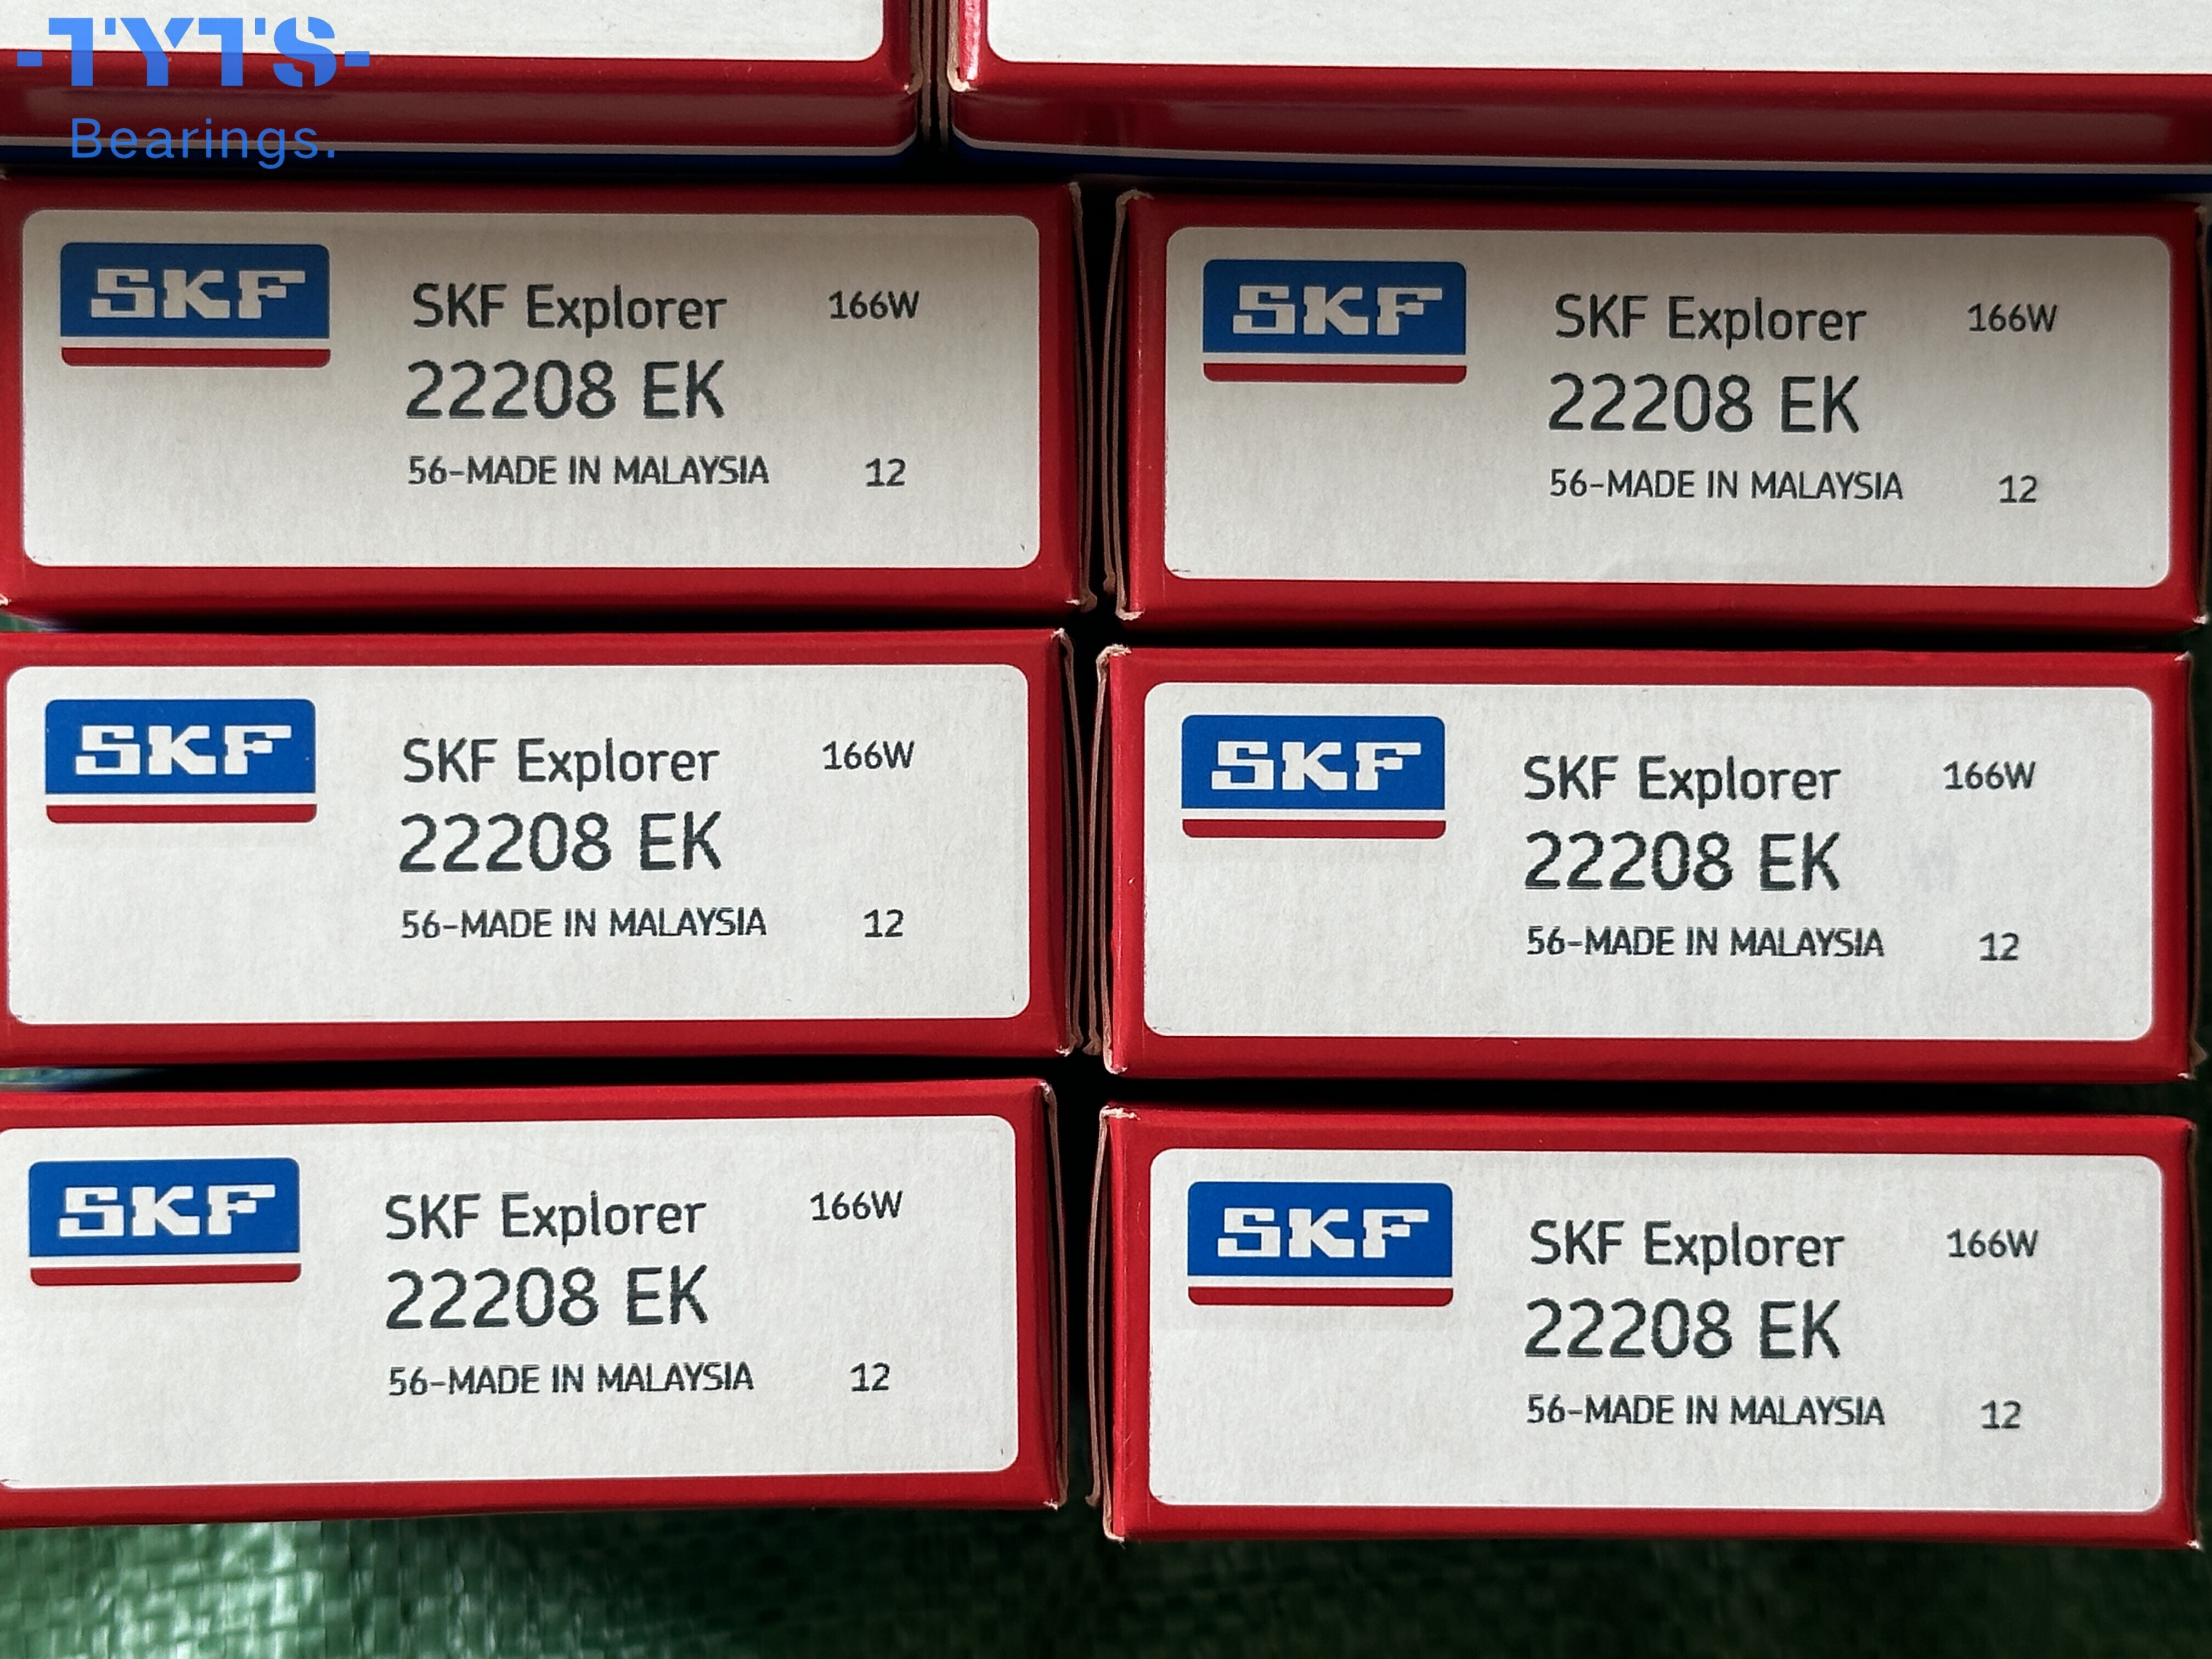 -TYTS-
Bearings.
SKF
SKF Explorer 166W
22208 EK
56-MADE IN MALAYSIA 12
SKF
SKF Explorer 166W
22208 EK
56-MADE IN MALAYSIA 12
SKF
SKF Explorer 166W
22208 EK
56-MADE IN MALAYSIA 12
SKF
SKF Explorer 166W
22208 EK
56-MADE IN MALAYSIA 12
SKF
SKF Explorer 166W
22208 EK
56-MADE IN MALAYSIA 12
SKF
SKF Explorer 166W
22208 EK
56-MADE IN MALAYSIA 12